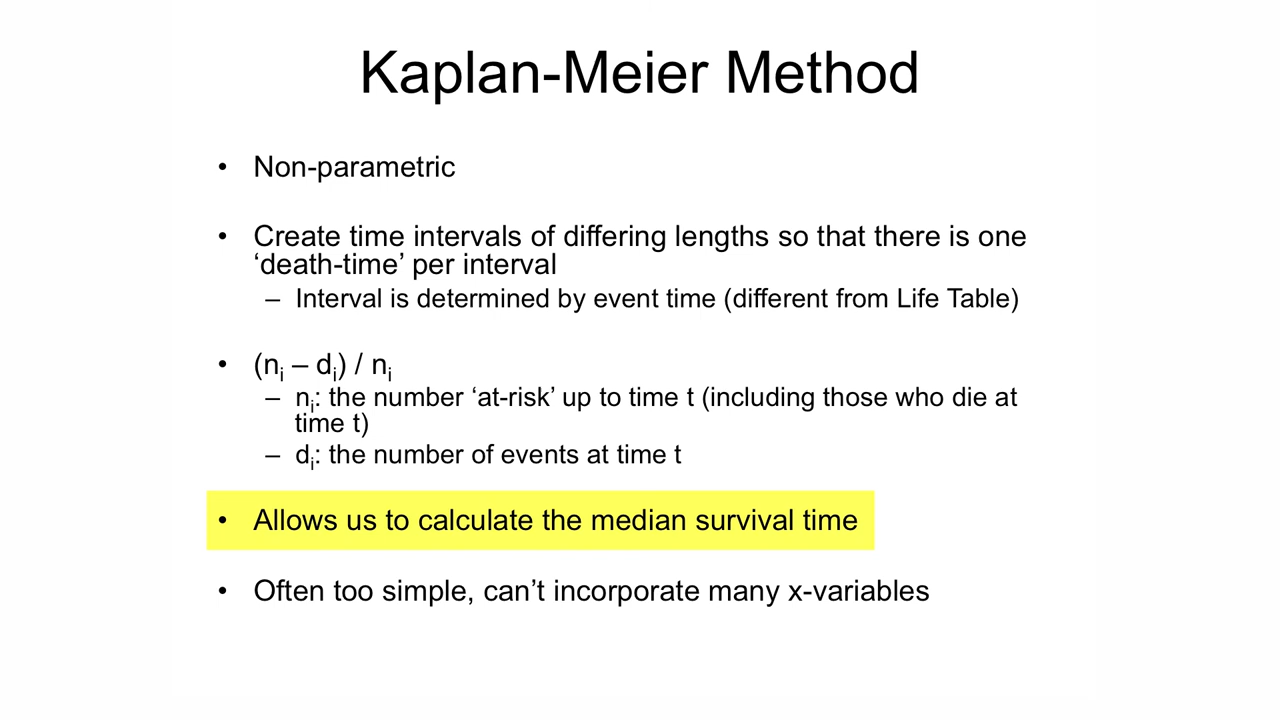 Kaplan-Meier Method
• Non-parametric
• Create time intervals of differing lengths so that there is one
‘death-time’ per interval
– Interval is determined by event time (different from Life Table)
• (nᵢ – dᵢ) / nᵢ
– nᵢ: the number ‘at-risk’ up to time t (including those who die at
time t)
– dᵢ: the number of events at time t
• Allows us to calculate the median survival time
• Often too simple, can’t incorporate many x-variables